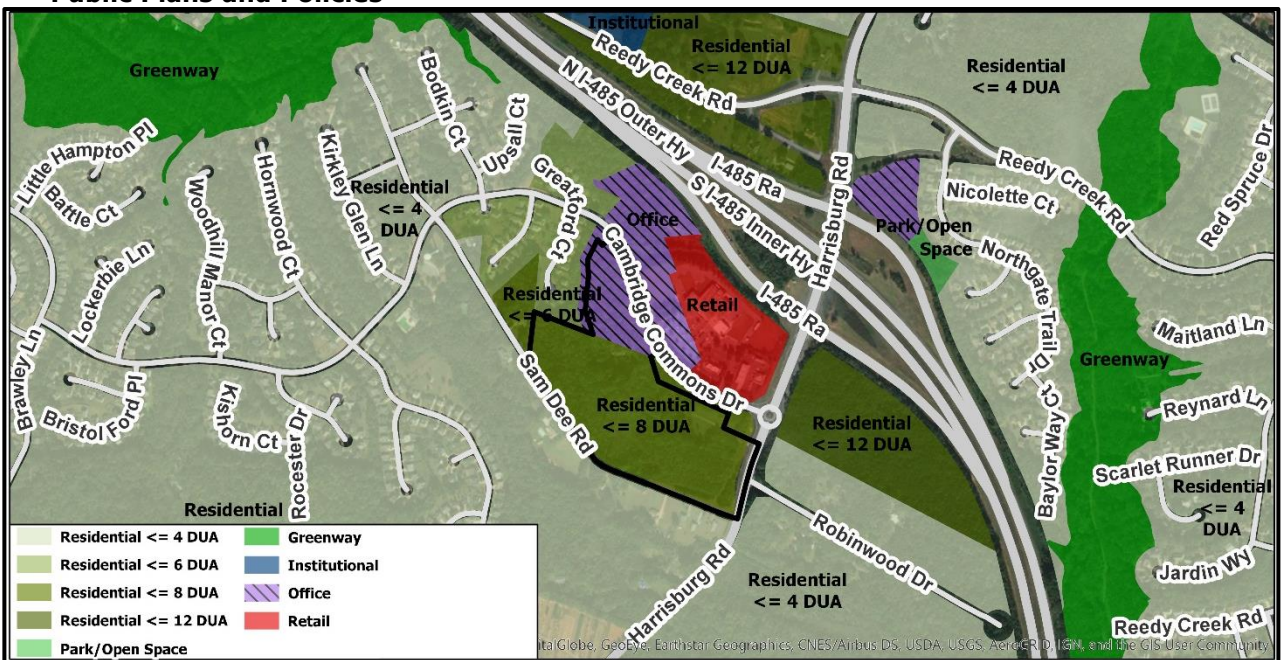 Public Plans and Policies
Institutional
Residential
<= 12 DUA
Reedy Creek Rd
Greenway
Residential
<= 4 DUA
N I-485 Outer Hy
S I-485 Inner Hy
I-485 Ra
Harrisburg Rd
Little Hampton Pl
Battle Ct
Bodkin Ct
Upsall Ct
Greatford Ct
Kirkley Glen Ln
Hornwood Ct
Woodhill Manor Ct
Lockerbie Ln
Residential
<= 4
DUA
Office
Park/Open
Space
Nicolette Ct
Reedy Creek Rd
Red Spruce Dr
Northgate Trail Dr
Cambridge Commons Dr
Residential
<= 6 DUA
Retail
I-485 Ra
Greenway
Maitland Ln
Brawley Ln
Bristol Ford Pl
Kishorn Ct
Rocester Dr
Sam Dee Rd
Residential
<= 8 DUA
Residential
<= 12 DUA
Baylor Way Ct
Reynard Ln
Scarlet Runner Dr
Residential
<= 4
DUA
Residential
Robinwood Dr
Harrisburg Rd
Residential
<= 4 DUA
Jardin Wy
Reedy Creek Rd
Residential <= 4 DUA
Residential <= 6 DUA
Residential <= 8 DUA
Residential <= 12 DUA
Park/Open Space
Greenway
Institutional
Office
Retail
Globe, GeoEye, Earthstar Geographics, CNES/Airbus DS, USDA, USGS, AeroGRID, IGN, and the GIS User Community